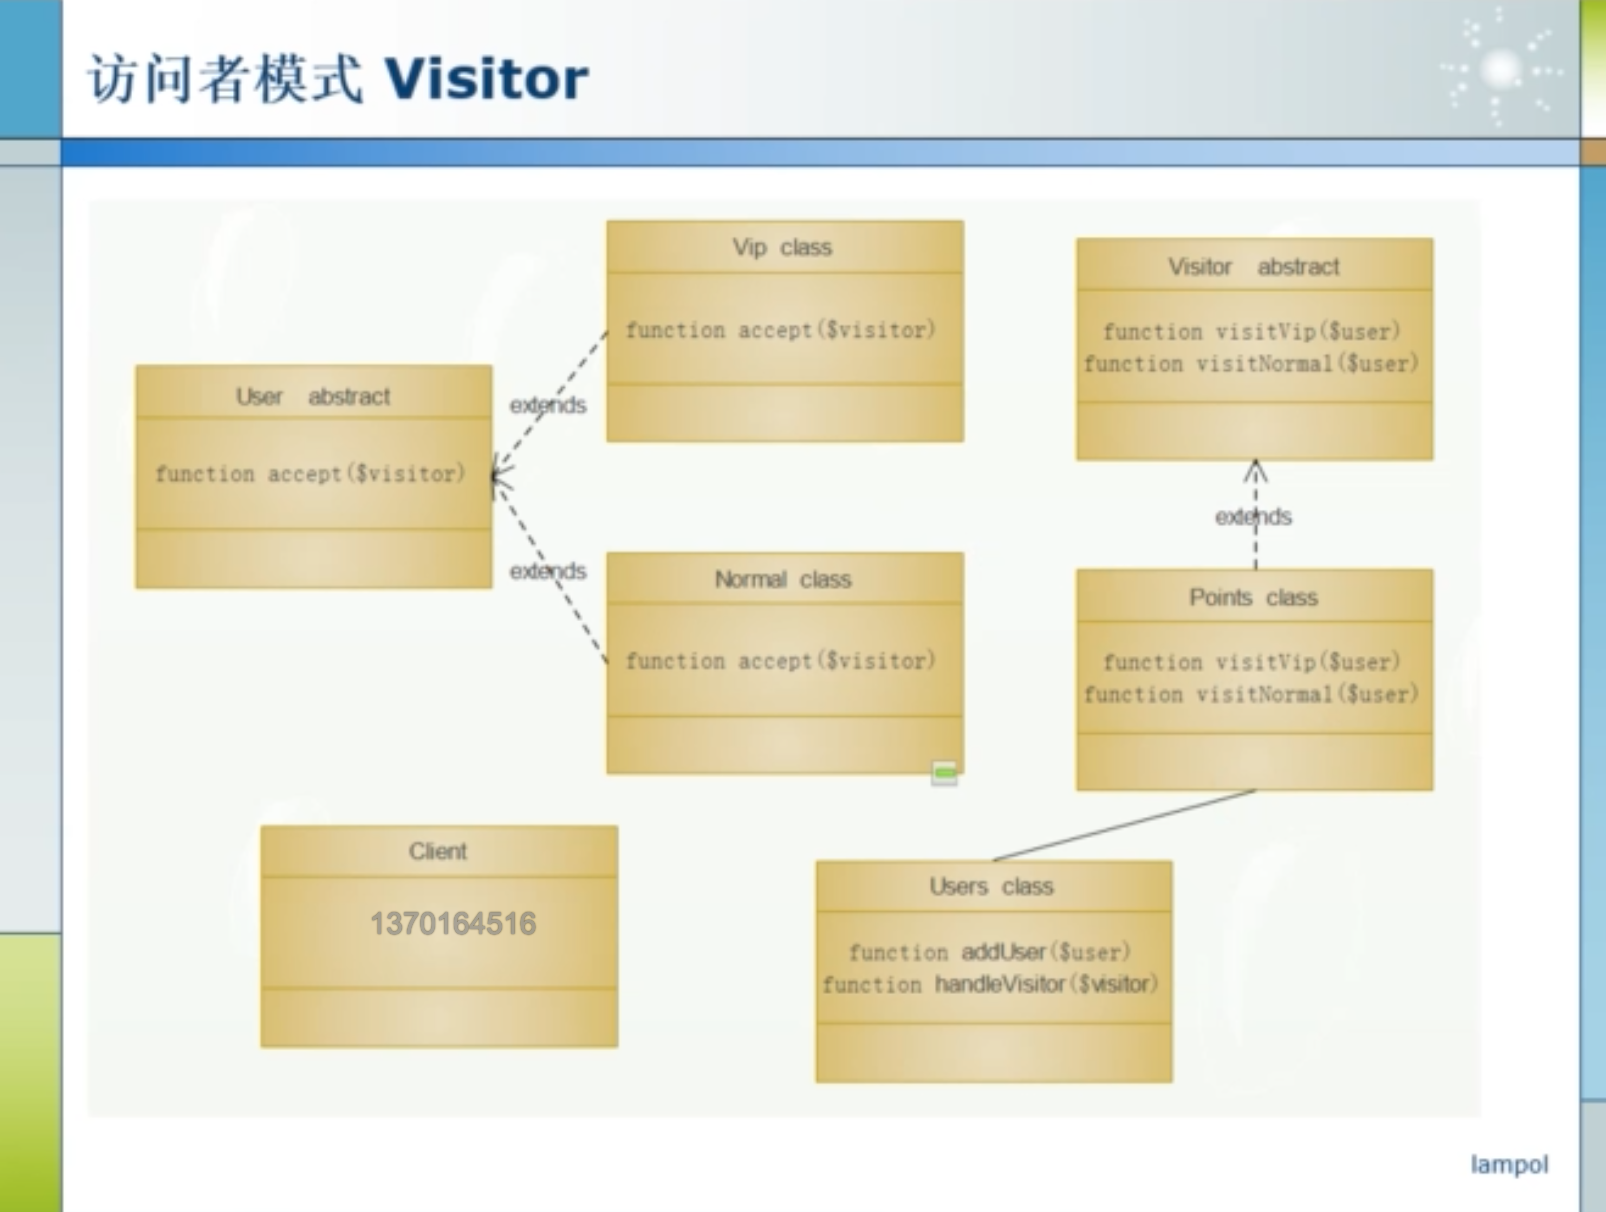 访问者模式 Visitor
Vip class
function accept($visitor)
Visitor abstract
function visitVip($user)
function visitNormal($user)
User abstract
function accept($visitor)
extends
extends
extends
Normal class
function accept($visitor)
Points class
function visitVip($user)
function visitNormal($user)
Client
1370164516
Users class
function addUser($user)
function handleVisitor($visitor)
lampol